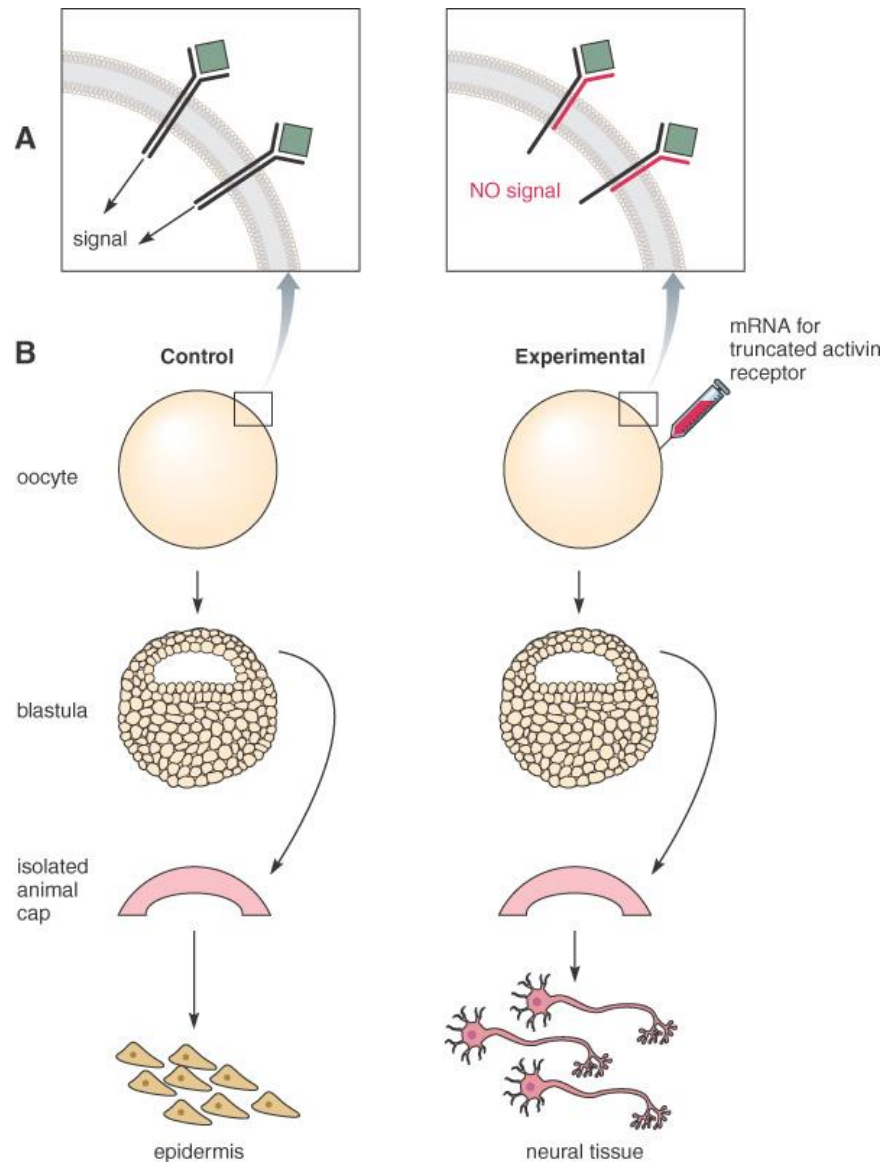 A
signal
NO signal
B
Control
Experimental
mRNA for
truncated activin
receptor
oocyte
blastula
isolated
animal
cap
epidermis
neural tissue